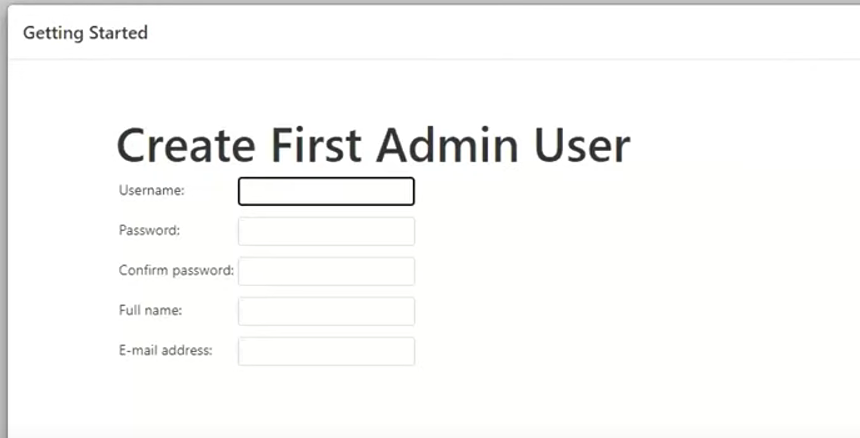 Getting Started
Create First Admin User
Username:
Password:
Confirm password:
Full name:
E-mail address: